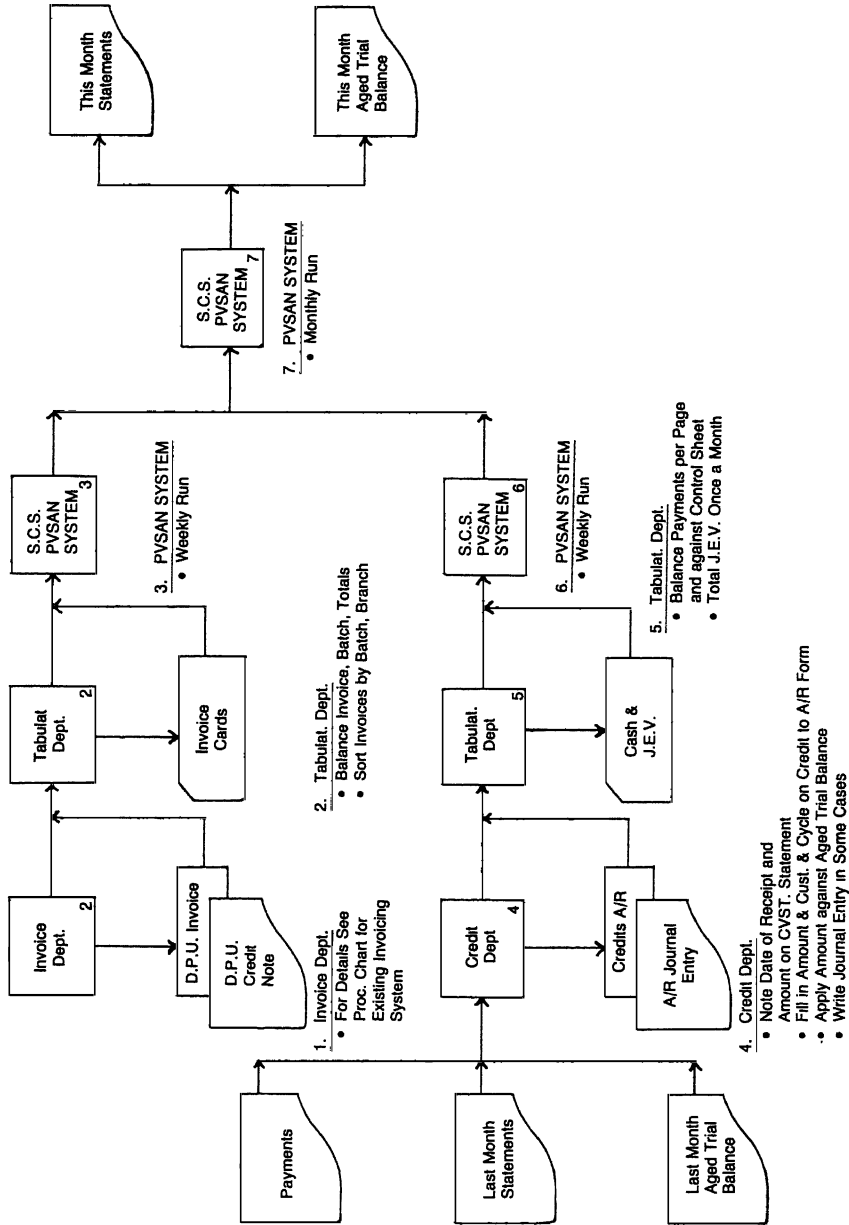 This Month
Statements
This Month
Aged Trial
Balance
S.C.S.
PVSAN
SYSTEM
7
7. PVSAN SYSTEM
• Monthly Run
S.C.S.
PVSAN
SYSTEM
3
3. PVSAN SYSTEM
• Weekly Run
S.C.S.
PVSAN
SYSTEM
6
6. PVSAN SYSTEM
• Weekly Run
Tabulat
Dept.
2
Invoice
Cards
2. Tabulat. Dept.
• Balance Invoice, Batch, Totals
• Sort Invoices by Batch, Branch
Tabulat.
Dept
5
Cash &
J.E.V.
5. Tabulat. Dept.
• Balance Payments per Page
and against Control Sheet
• Total J.E.V. Once a Month
Invoice
Dept.
2
D.P.U. Invoice
D.P.U.
Credit
Note
1. Invoice Dept.
• For Details See
Proc. Chart for
Existing Invoicing
System
Credit
Dept
4
Credits A/R
A/R Journal
Entry
4. Credit Dept.
• Note Date of Receipt and
Amount on CVST. Statement
• Fill in Amount & Cust. & Cycle on Credit to A/R Form
• Apply Amount against Aged Trial Balance
• Write Journal Entry in Some Cases
Payments
Last Month
Statements
Last Month
Aged Trial
Balance